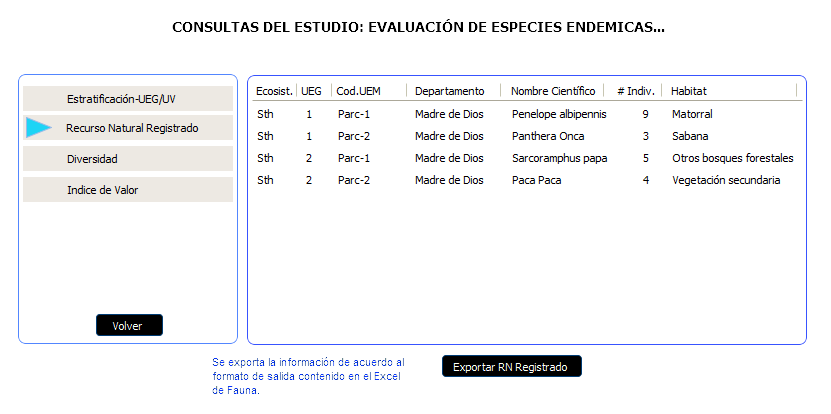 CONSULTAS DEL ESTUDIO: EVALUACIÓN DE ESPECIES ENDEMICAS...
Estratificación-UEG/UV
Recurso Natural Registrado
Diversidad
Indice de Valor
Volver
Ecosist. UEG Cod.UEM Departamento Nombre Científico # Indiv. Habitat
Sth 1 Parc-1 Madre de Dios Penelope albipennis 9 Matorral
Sth 1 Parc-2 Madre de Dios Panthera Onca 3 Sabana
Sth 2 Parc-1 Madre de Dios Sarcoramphus papa 5 Otros bosques forestales
Sth 2 Parc-2 Madre de Dios Paca Paca 4 Vegetación secundaria
Se exporta la información de acuerdo al
formato de salida contenido en el Excel
de Fauna.
Exportar RN Registrado